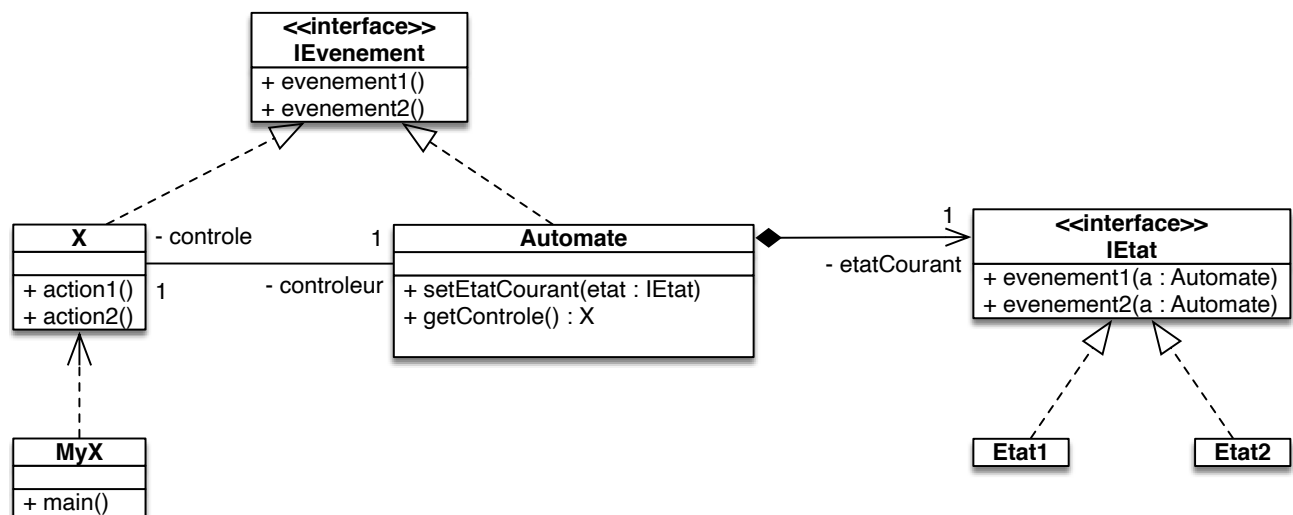 <<interface>>
IEvenement
+ evenement1()
+ evenement2()
X
- controle
1
Automate
1
<<interface>>
IEtat
+ action1()
+ action2()
1
- controleur
+ setEtatCourant(etat : IEtat)
+ getControle() : X
- etatCourant
+ evenement1(a : Automate)
+ evenement2(a : Automate)
MyX
+ main()
Etat1
Etat2